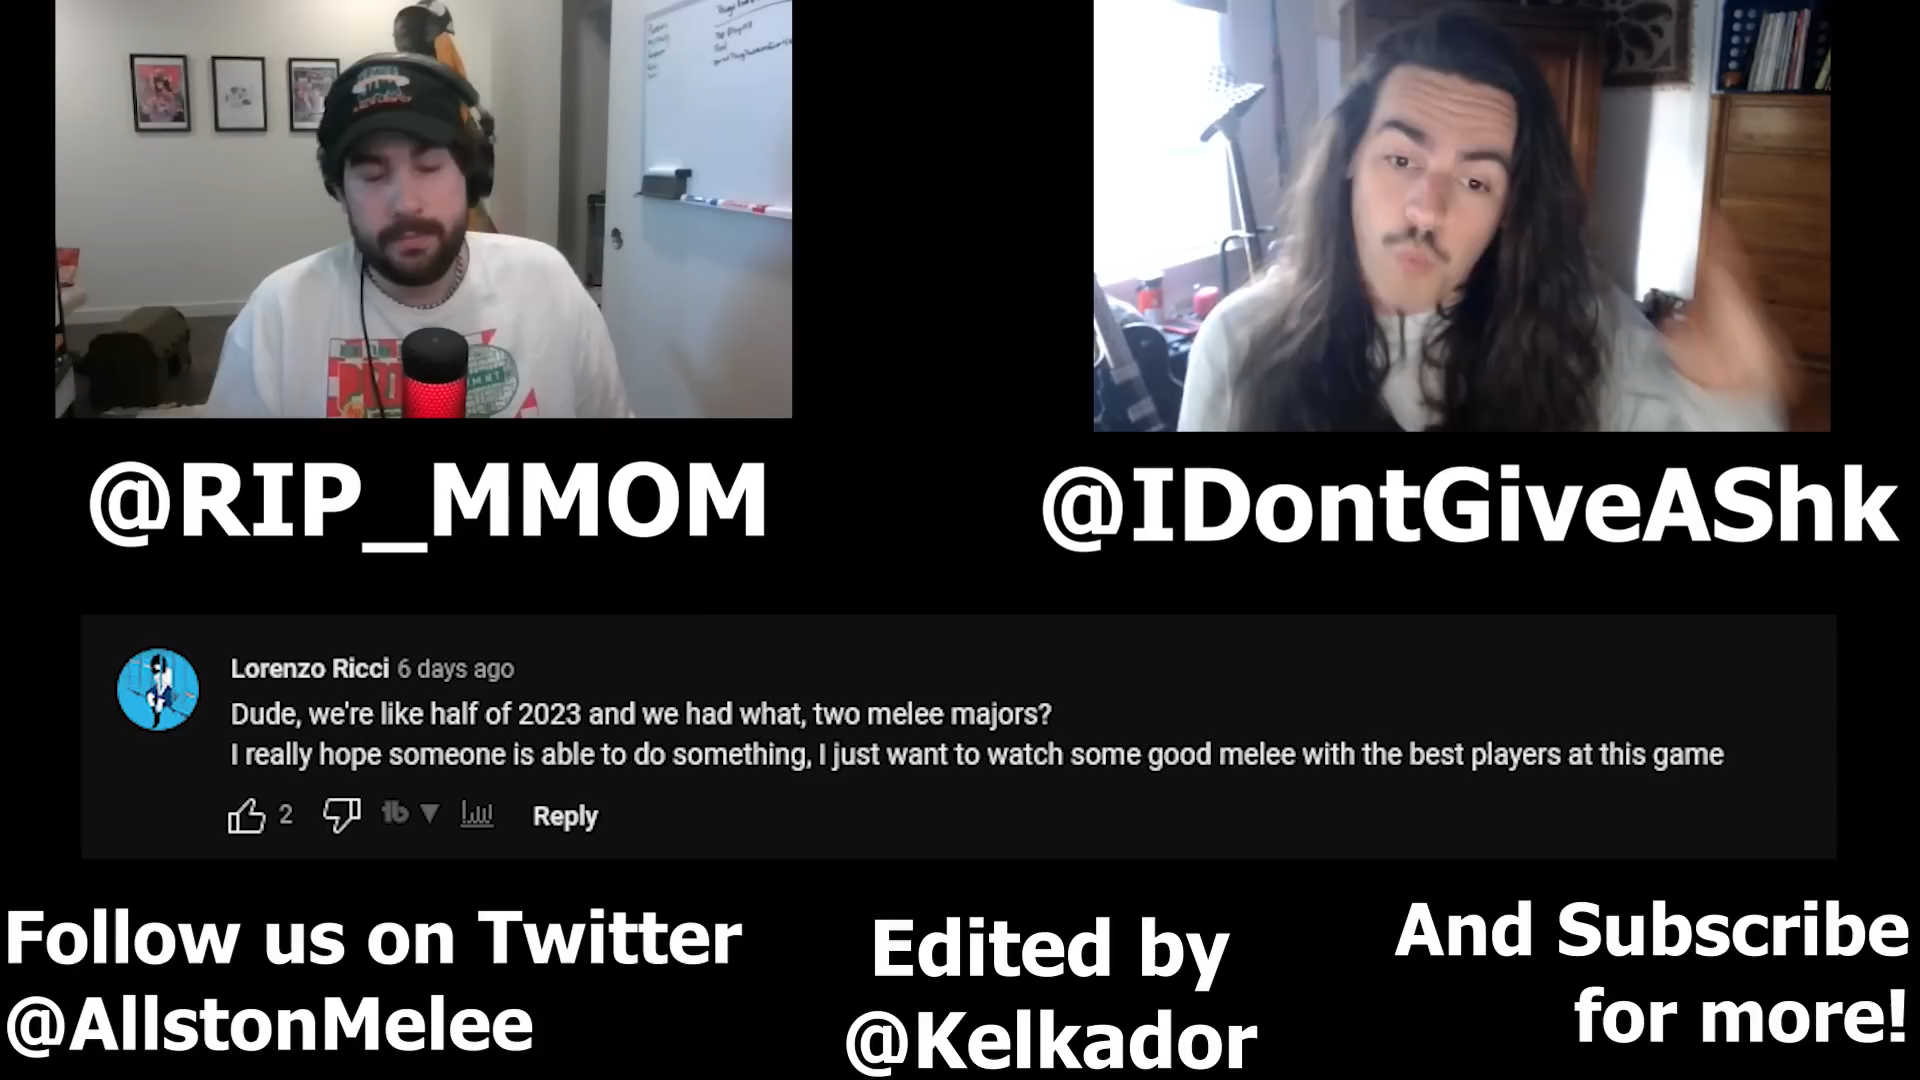 @RIP_MMOM
@IDontGiveAShk
Lorenzo Ricci 6 days ago
Dude, we're like half of 2023 and we had what, two melee majors?
I really hope someone is able to do something, I just want to watch some good melee with the best players at this game
2
Reply
Follow us on Twitter
@AllstonMelee
Edited by
@Kelkador
And Subscribe
for more!